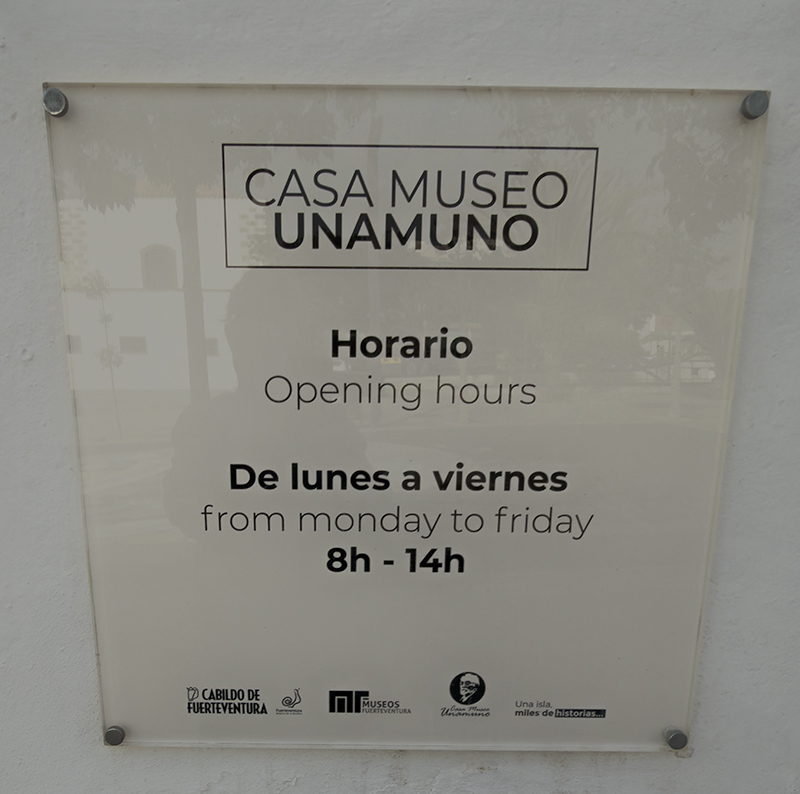 CASA MUSEO
UNAMUNO
Horario
Opening hours
De lunes a viernes
from monday to friday
8h - 14h
CABILDO DE
FUERTEVENTURA
Fuerteventura
MUSEOS
FUERTEVENTURA
Casa Museo
Unamuno
Una isla,
miles de historias...